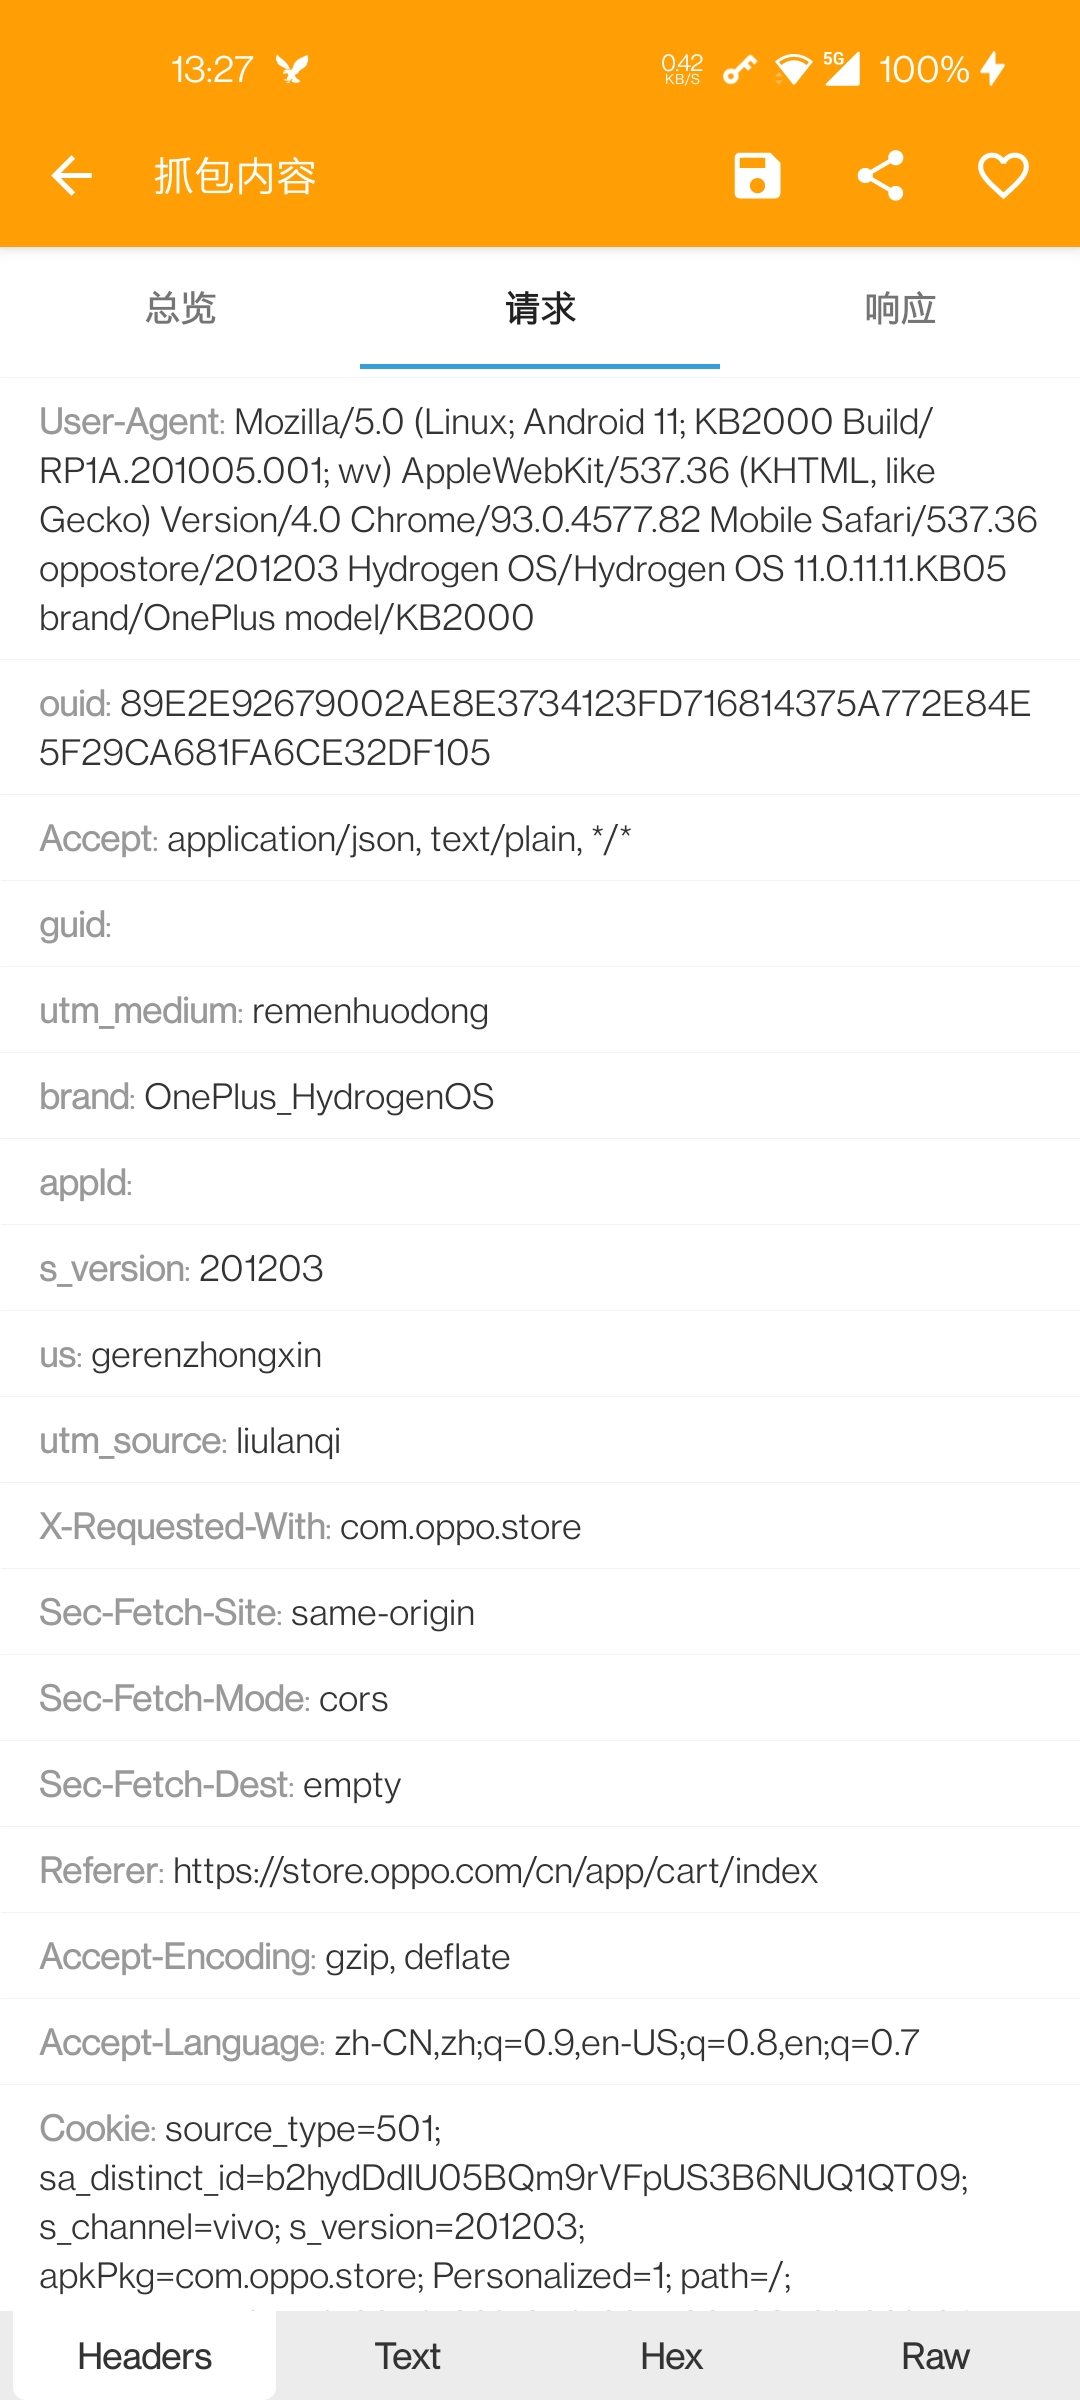 13:27
0.42
KB/S
5G
100%
抓包内容
总览
请求
响应
User-Agent: Mozilla/5.0 (Linux; Android 11; KB2000 Build/
RP1A.201005.001; wv) AppleWebKit/537.36 (KHTML, like
Gecko) Version/4.0 Chrome/93.0.4577.82 Mobile Safari/537.36
oppostore/201203 Hydrogen OS/Hydrogen OS 11.0.11.11.KB05
brand/OnePlus model/KB2000
ouid: 89E2E92679002AE8E3734123FD716814375A772E84E
5F29CA681FA6CE32DF105
Accept: application/json, text/plain, */*
guid:
utm_medium: remenhuodong
brand: OnePlus_HydrogenOS
appId:
s_version: 201203
us: gerenzhongxin
utm_source: liulanqi
X-Requested-With: com.oppo.store
Sec-Fetch-Site: same-origin
Sec-Fetch-Mode: cors
Sec-Fetch-Dest: empty
Referer: https://store.oppo.com/cn/app/cart/index
Accept-Encoding: gzip, deflate
Accept-Language: zh-CN,zh;q=0.9,en-US;q=0.8,en;q=0.7
Cookie: source_type=501;
sa_distinct_id=b2hydDdlU05BQm9rVFpUS3B6NUQ1QT09;
s_channel=vivo; s_version=201203;
apkPkg=com.oppo.store; Personalized=1; path=/;
Headers
Text
Hex
Raw